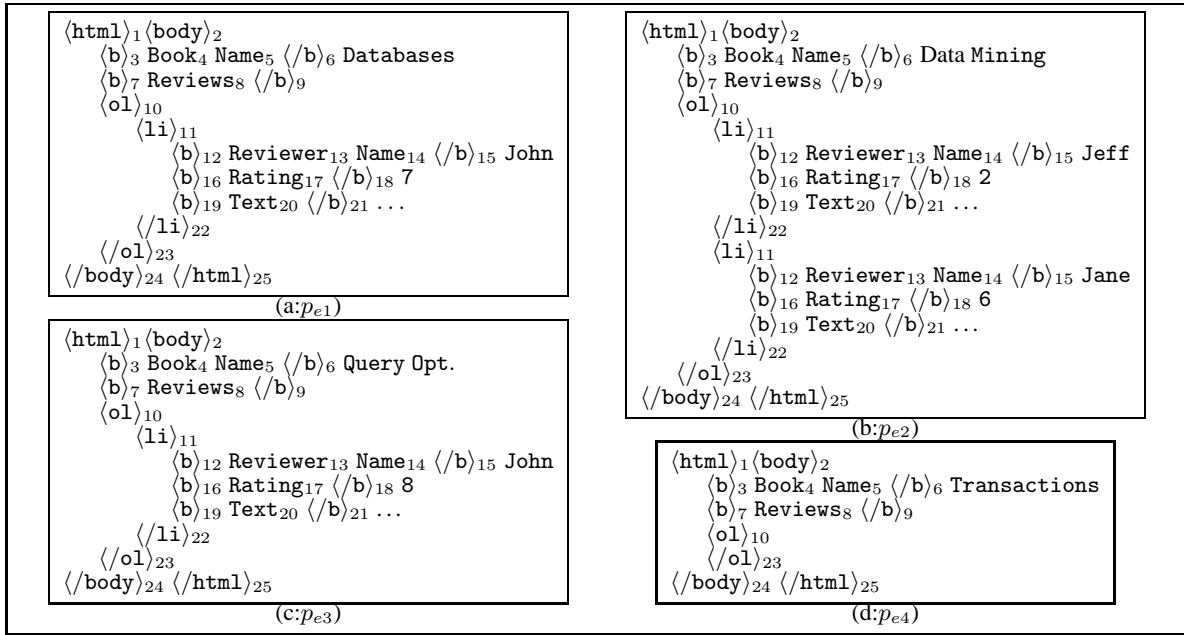 ⟨html⟩₁⟨body⟩₂
⟨b⟩₃ Book₄ Name₅ ⟨/b⟩₆ Databases
⟨b⟩₇ Reviews₈ ⟨/b⟩₉
⟨ol⟩₁₀
⟨li⟩₁₁
⟨b⟩₁₂ Reviewer₁₃ Name₁₄ ⟨/b⟩₁₅ John
⟨b⟩₁₆ Rating₁₇ ⟨/b⟩₁₈ 7
⟨b⟩₁₉ Text₂₀ ⟨/b⟩₂₁ ...
⟨/li⟩₂₂
⟨/ol⟩₂₃
⟨/body⟩₂₄ ⟨/html⟩₂₅
(a:pₑ₁)
⟨html⟩₁⟨body⟩₂
⟨b⟩₃ Book₄ Name₅ ⟨/b⟩₆ Data Mining
⟨b⟩₇ Reviews₈ ⟨/b⟩₉
⟨ol⟩₁₀
⟨li⟩₁₁
⟨b⟩₁₂ Reviewer₁₃ Name₁₄ ⟨/b⟩₁₅ Jeff
⟨b⟩₁₆ Rating₁₇ ⟨/b⟩₁₈ 2
⟨b⟩₁₉ Text₂₀ ⟨/b⟩₂₁ ...
⟨/li⟩₂₂
⟨li⟩₁₁
⟨b⟩₁₂ Reviewer₁₃ Name₁₄ ⟨/b⟩₁₅ Jane
⟨b⟩₁₆ Rating₁₇ ⟨/b⟩₁₈ 6
⟨b⟩₁₉ Text₂₀ ⟨/b⟩₂₁ ...
⟨/li⟩₂₂
⟨/ol⟩₂₃
⟨/body⟩₂₄ ⟨/html⟩₂₅
(b:pₑ₂)
⟨html⟩₁⟨body⟩₂
⟨b⟩₃ Book₄ Name₅ ⟨/b⟩₆ Query Opt.
⟨b⟩₇ Reviews₈ ⟨/b⟩₉
⟨ol⟩₁₀
⟨li⟩₁₁
⟨b⟩₁₂ Reviewer₁₃ Name₁₄ ⟨/b⟩₁₅ John
⟨b⟩₁₆ Rating₁₇ ⟨/b⟩₁₈ 8
⟨b⟩₁₉ Text₂₀ ⟨/b⟩₂₁ ...
⟨/li⟩₂₂
⟨/ol⟩₂₃
⟨/body⟩₂₄ ⟨/html⟩₂₅
(c:pₑ₃)
⟨html⟩₁⟨body⟩₂
⟨b⟩₃ Book₄ Name₅ ⟨/b⟩₆ Transactions
⟨b⟩₇ Reviews₈ ⟨/b⟩₉
⟨ol⟩₁₀
⟨/ol⟩₂₃
⟨/body⟩₂₄ ⟨/html⟩₂₅
(d:pₑ₄)